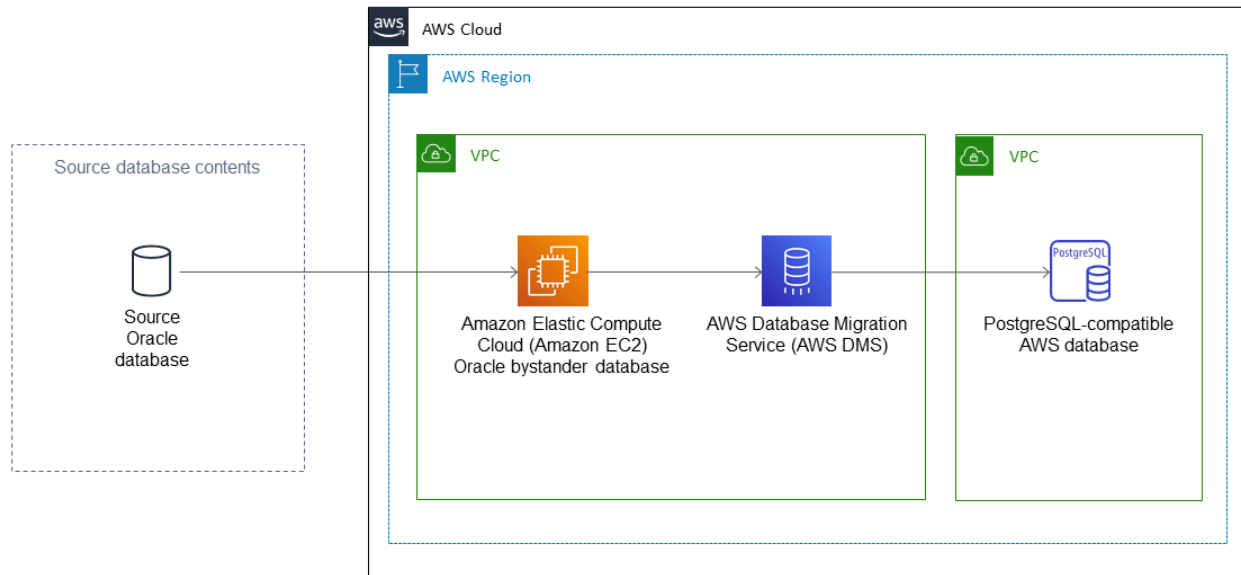 aws
AWS Cloud
AWS Region
Source database contents
VPC
VPC
PostgreSQL
Source
Oracle
database
Amazon Elastic Compute
Cloud (Amazon EC2)
Oracle bystander database
AWS Database Migration
Service (AWS DMS)
PostgreSQL-compatible
AWS database